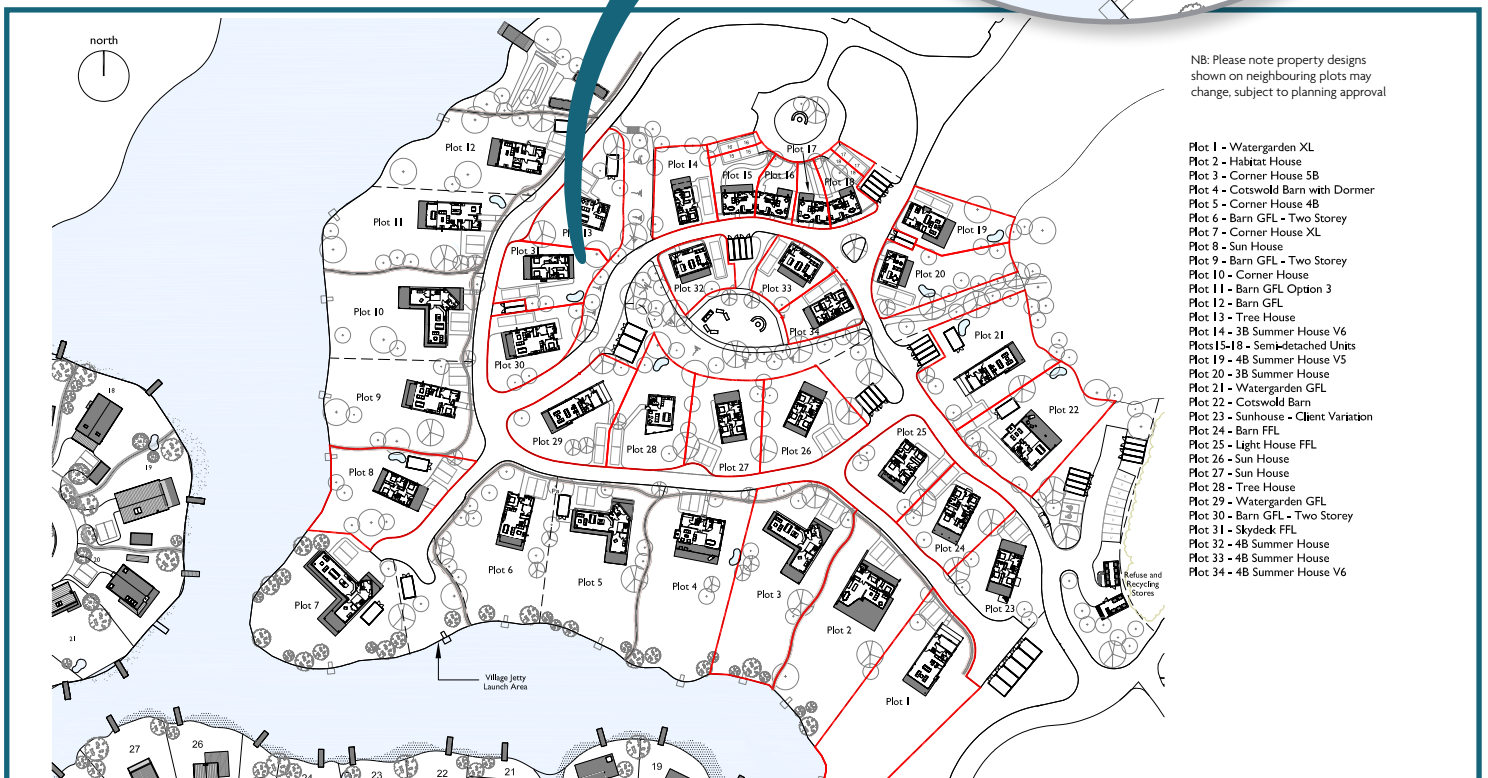 north
NB: Please note property designs
shown on neighbouring plots may
change, subject to planning approval
Plot 1 - Watergarden XL
Plot 2 - Habitat House
Plot 3 - Corner House 5B
Plot 4 - Cotswold Barn with Dormer
Plot 5 - Corner House 4B
Plot 6 - Barn GFL - Two Storey
Plot 7 - Corner House XL
Plot 8 - Sun House
Plot 9 - Barn GFL - Two Storey
Plot 10 - Corner House
Plot 11 - Barn GFL Option 3
Plot 12 - Barn GFL
Plot 13 - Tree House
Plot 14 - 3B Summer House V6
Plots15-18 - Semi-detached Units
Plot 19 - 4B Summer House V5
Plot 20 - 3B Summer House
Plot 21 - Watergarden GFL
Plot 22 - Cotswold Barn
Plot 23 - Sunhouse - Client Variation
Plot 24 - Barn FFL
Plot 25 - Light House FFL
Plot 26 - Sun House
Plot 27 - Sun House
Plot 28 - Tree House
Plot 29 - Watergarden GFL
Plot 30 - Barn GFL - Two Storey
Plot 31 - Skydeck FFL
Plot 32 - 4B Summer House
Plot 33 - 4B Summer House
Plot 34 - 4B Summer House V6
Plot 12
Plot 14
Plot 15
Plot 16
Plot 17
Plot 18
Plot 11
13
Plot 19
Plot 31
Plot 20
Plot 32
Plot 33
Plot 10
Plot 34
Plot 21
Plot 30
Plot 9
Plot 22
Plot 29
Plot 28
Plot 27
Plot 26
Plot 25
Plot 8
Plot 24
Plot 6
Plot 5
Plot 4
Plot 3
Plot 2
Plot 23
Plot 7
Plot 1
Refuse and
Recycling
Stores
Village Jetty
Launch Area
18
19
20
21
27
26
24
23
22
21
19